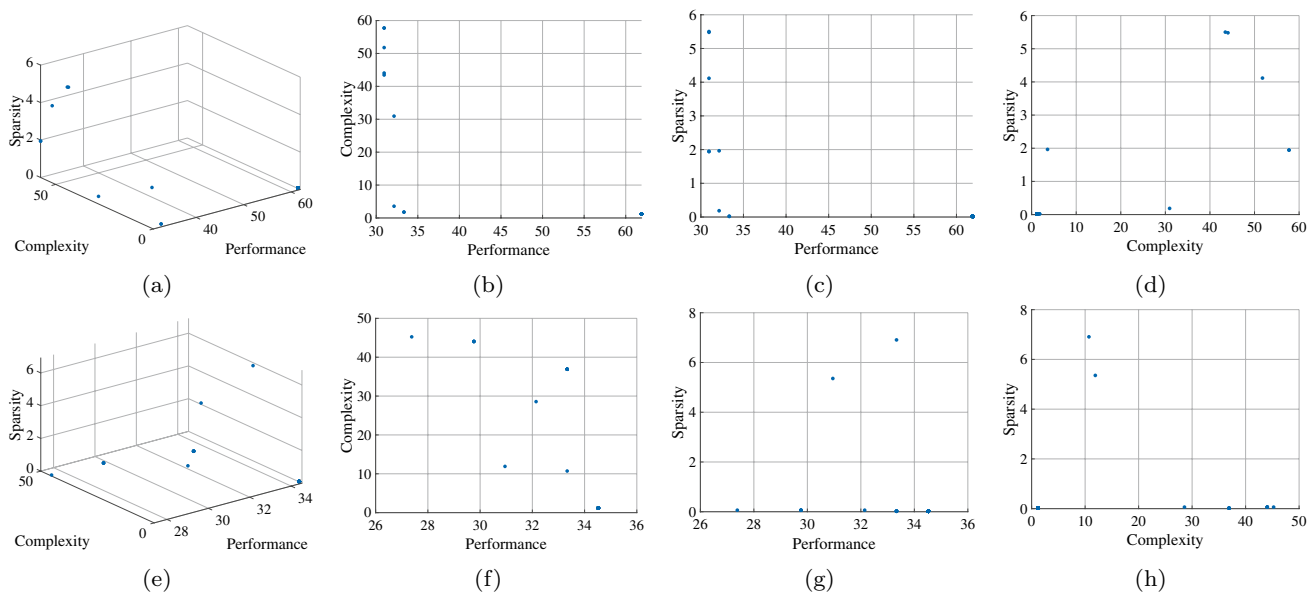 6
4
2
0
Sparsity
50
0
Complexity
40
50
60
Performance
(a)
60
50
40
30
20
10
0
Complexity
30 35 40 45 50 55 60
Performance
(b)
6
5
4
3
2
1
0
Sparsity
30 35 40 45 50 55 60
Performance
(c)
6
5
4
3
2
1
0
Sparsity
0 10 20 30 40 50 60
Complexity
(d)
6
4
2
0
Sparsity
50
0
Complexity
28
30
32
34
Performance
(e)
50
40
30
20
10
0
Complexity
26 28 30 32 34 36
Performance
(f)
8
6
4
2
0
Sparsity
26 28 30 32 34 36
Performance
(g)
8
6
4
2
0
Sparsity
0 10 20 30 40 50
Complexity
(h)